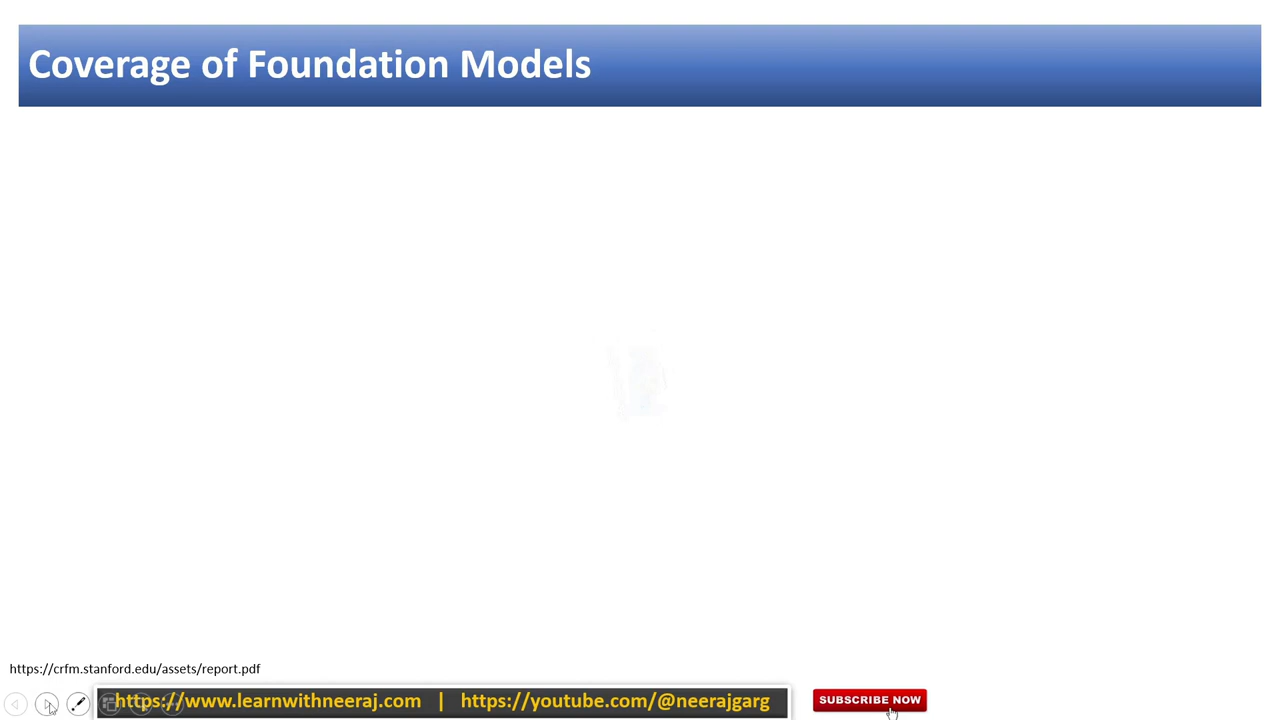 Coverage of Foundation Models
https://crfm.stanford.edu/assets/report.pdf
https://www.learnwithneeraj.com | https://youtube.com/@neerajgarg
SUBSCRIBE NOW